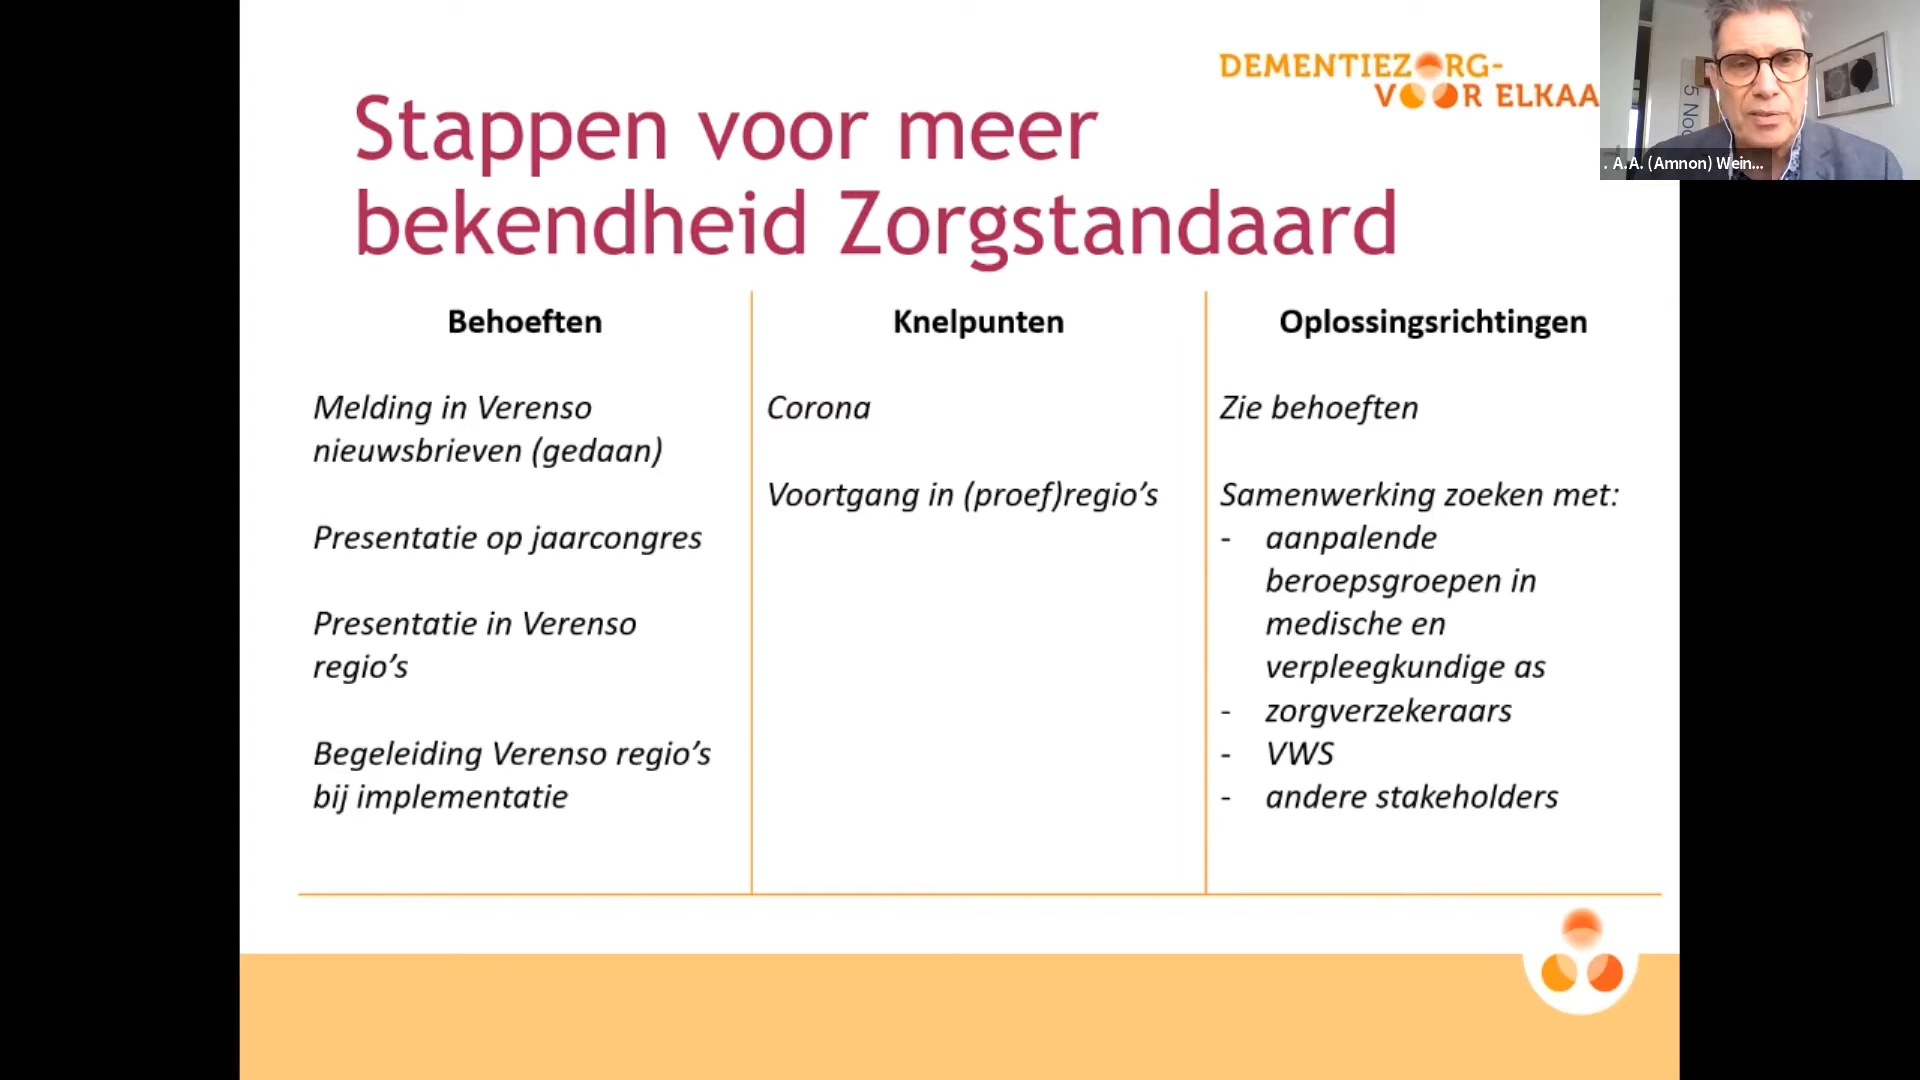 DEMENTIEZORG-
VOOR ELKAA
5 No
. A.A. (Amnon) Wein...
Stappen voor meer
bekendheid Zorgstandaard
Behoeften
Melding in Verenso
nieuwsbrieven (gedaan)
Presentatie op jaarcongres
Presentatie in Verenso
regio’s
Begeleiding Verenso regio’s
bij implementatie
Knelpunten
Corona
Voortgang in (proef)regio’s
Oplossingsrichtingen
Zie behoeften
Samenwerking zoeken met:
- aanpalende
beroepsgroepen in
medische en
verpleegkundige as
- zorgverzekeraars
- VWS
- andere stakeholders